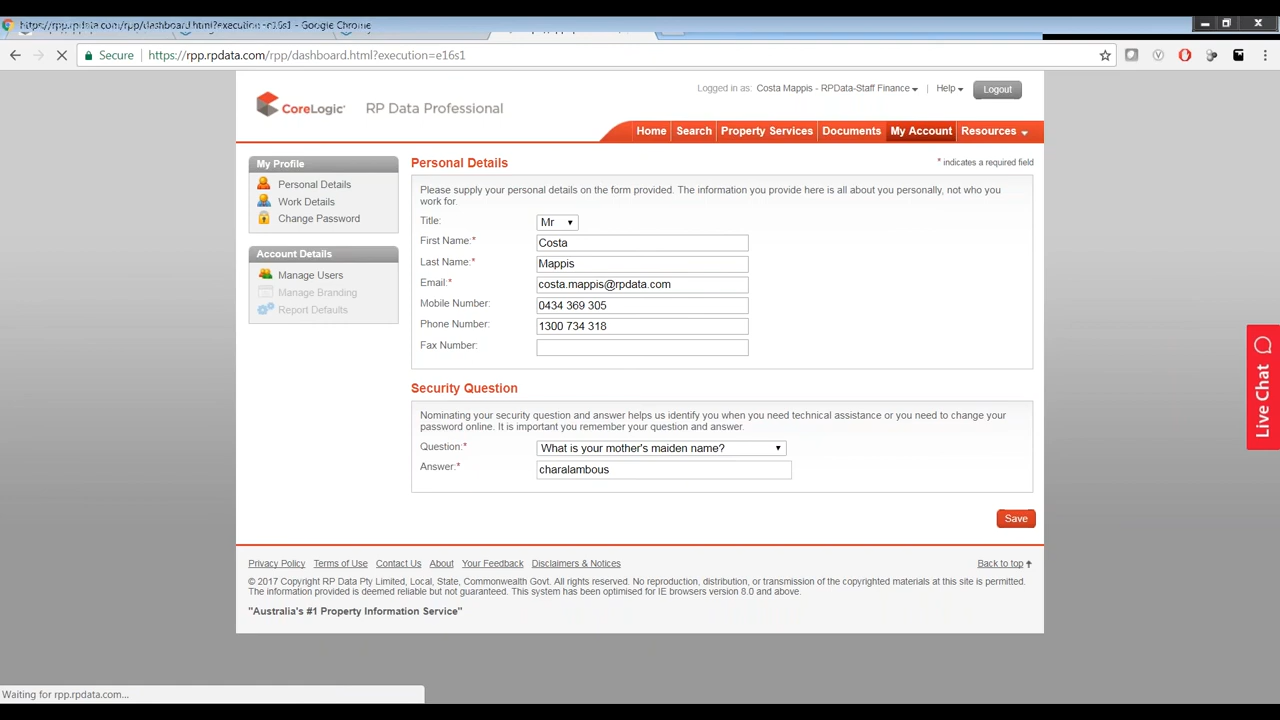 https://rpp.rpdata.com/rpp/dashboard.html?execution=e16s1 - Google Chrome
Secure https://rpp.rpdata.com/rpp/dashboard.html?execution=e16s1
Logged in as: Costa Mappis - RPData-Staff Finance | Help Logout
CoreLogic RP Data Professional
Home Search Property Services Documents My Account Resources
My Profile
Personal Details
Work Details
Change Password
Account Details
Manage Users
Manage Branding
Report Defaults
Personal Details * indicates a required field
Please supply your personal details on the form provided. The information you provide here is all about you personally, not who you
work for.
Title: Mr
First Name:* Costa
Last Name:* Mappis
Email:* costa.mappis@rpdata.com
Mobile Number: 0434 369 305
Phone Number: 1300 734 318
Fax Number:
Security Question
Nominating your security question and answer helps us identify you when you need technical assistance or you need to change your
password online. It is important you remember your question and answer.
Question:* What is your mother's maiden name?
Answer:* charalambous
Save
Live Chat
Privacy Policy Terms of Use Contact Us About Your Feedback Disclaimers & Notices Back to top
© 2017 Copyright RP Data Pty Limited, Local, State, Commonwealth Govt. All rights reserved. No reproduction, distribution, or transmission of the copyrighted materials at this site is permitted.
The information provided is deemed reliable but not guaranteed. This system has been optimised for IE browsers version 8.0 and above.
"Australia's #1 Property Information Service"
Waiting for rpp.rpdata.com...